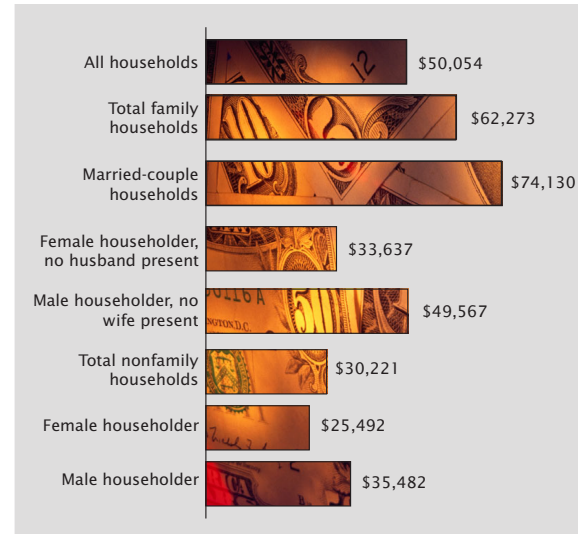 All households
$50,054
Total family
households
$62,273
Married-couple
households
$74,130
Female householder,
no husband present
$33,637
Male householder, no
wife present
$49,567
Total nonfamily
households
$30,221
Female householder
$25,492
Male householder
$35,482
12